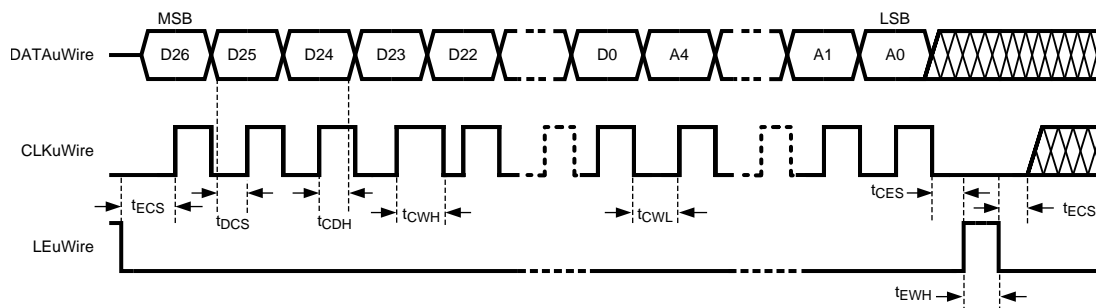 MSB LSB
DATAuWire D26 D25 D24 D23 D22 D0 A4 A1 A0
CLKuWire
tECS tDCS tCDH tCWH tCWL tCES tECS
LEuWire
tEWH